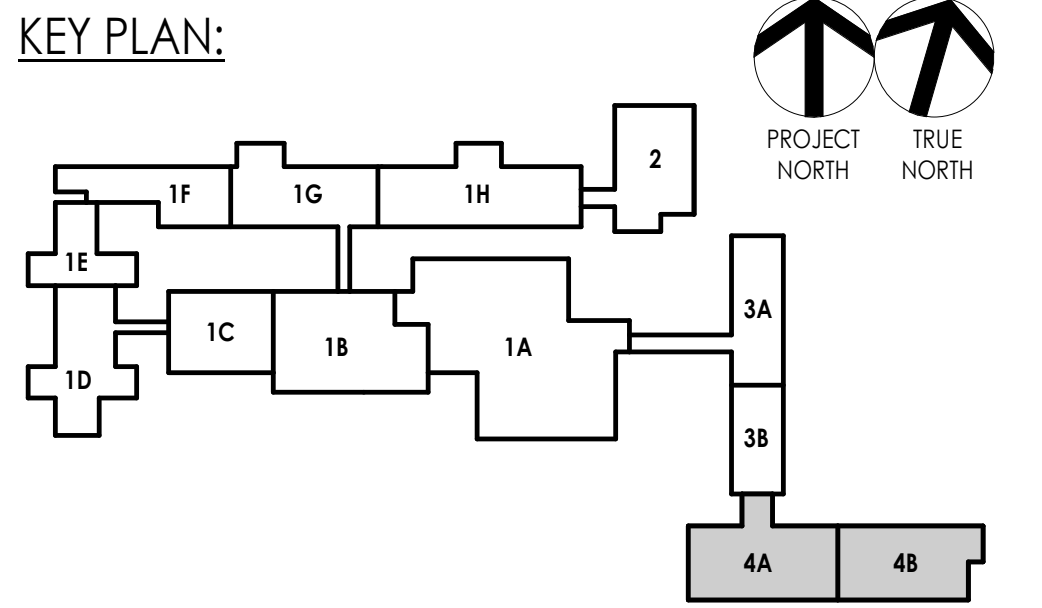 KEY PLAN:
PROJECT
NORTH
TRUE
NORTH
2
1F
1G
1H
1E
3A
1C
1B
1A
1D
3B
4A
4B